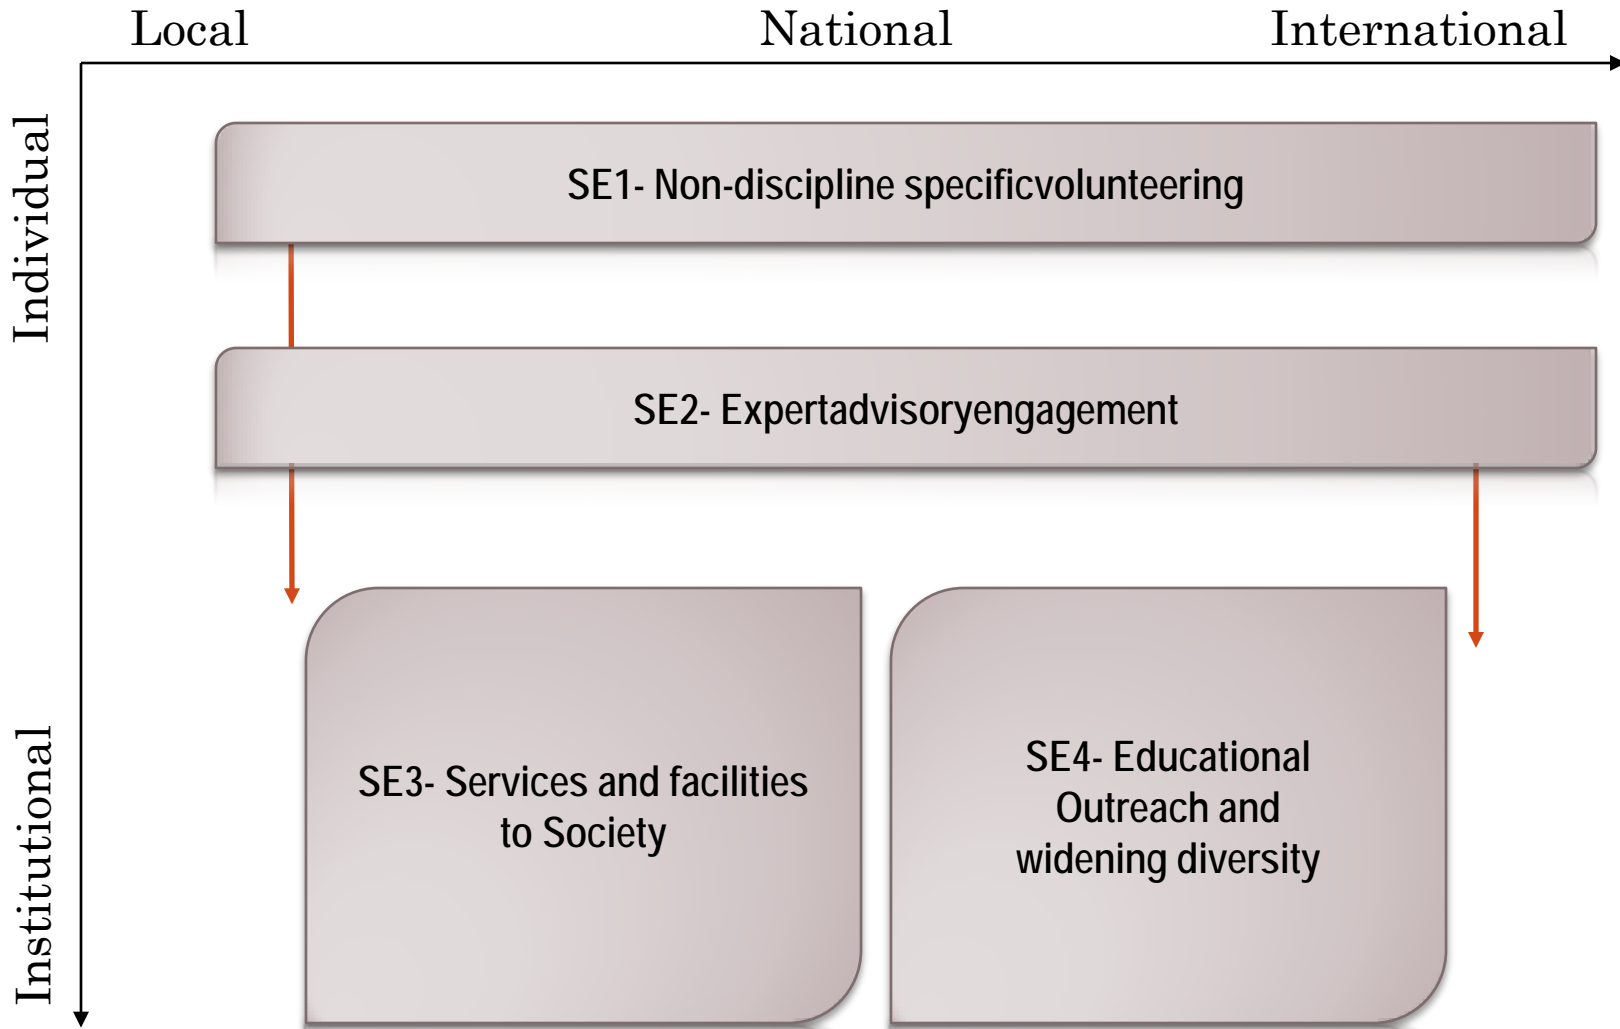 Local National International
Individual
SE1- Non-discipline specificvolunteering
SE2- Expertadvisoryengagement
Institutional
SE3- Services and facilities
to Society
SE4- Educational
Outreach and
widening diversity